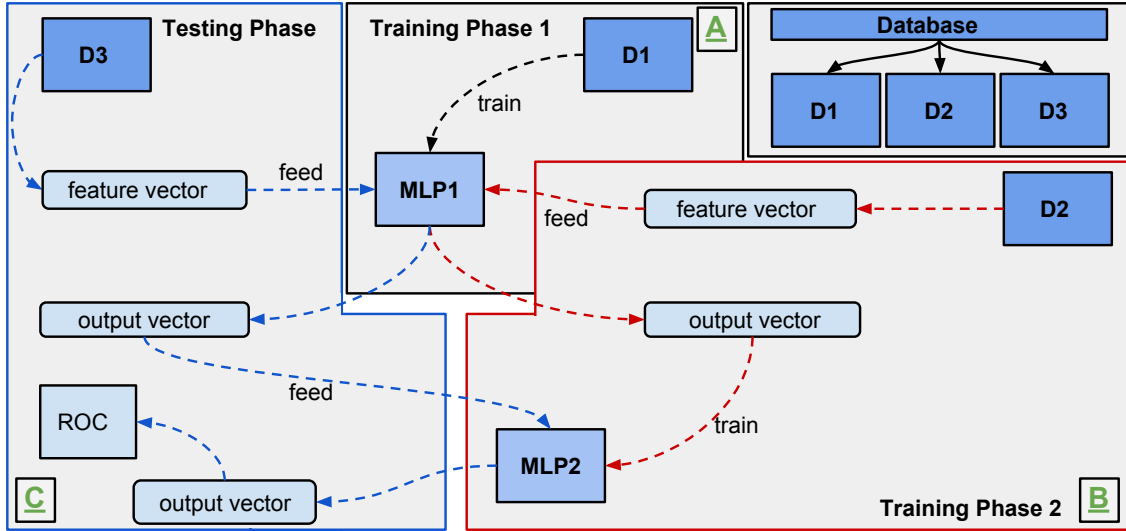 Testing Phase
D3
feature vector
feed
output vector
feed
ROC
output vector
C
Training Phase 1
A
D1
train
MLP1
Database
D1
D2
D3
feed
feature vector
D2
output vector
train
MLP2
Training Phase 2
B